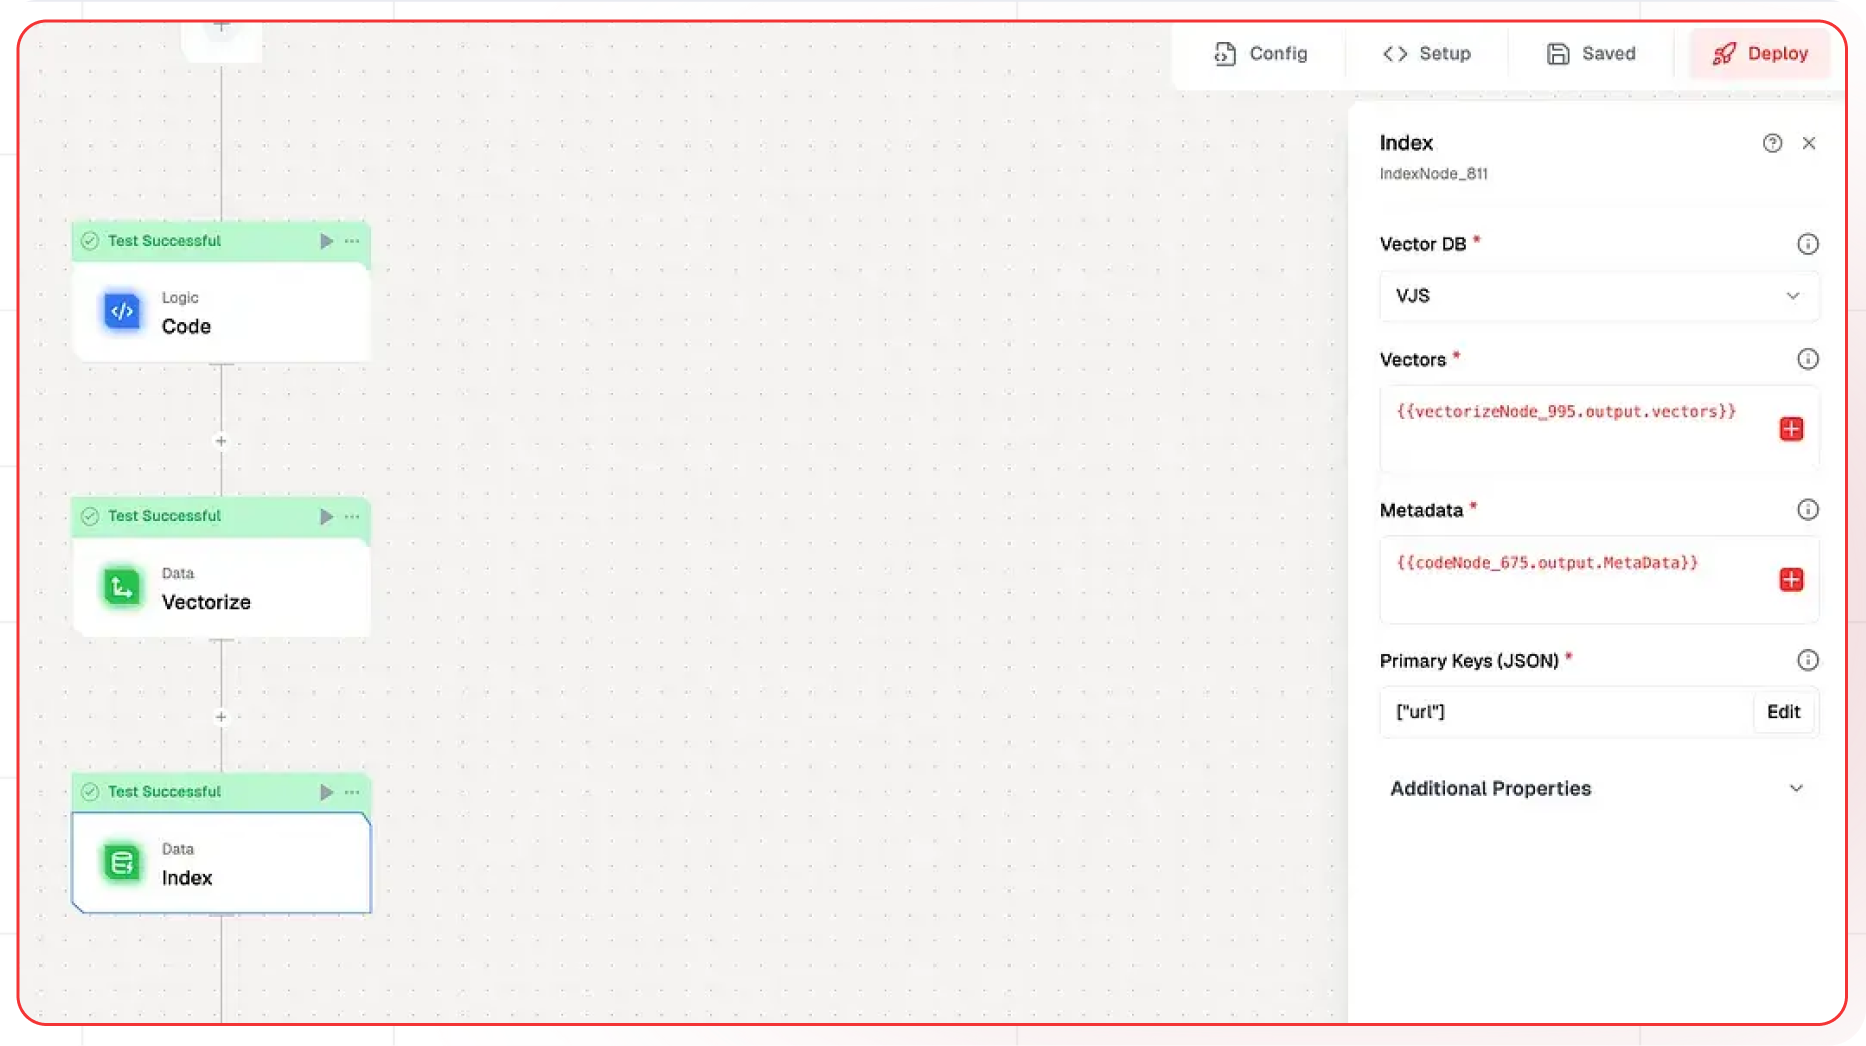 Config
Setup
Saved
Deploy
Test Successful
Logic
Code
Test Successful
Data
Vectorize
Test Successful
Data
Index
Index
IndexNode_811
Vector DB *
VJS
Vectors *
{{vectorizeNode_995.output.vectors}}
Metadata *
{{codeNode_675.output.MetaData}}
Primary Keys (JSON) *
["url"]
Edit
Additional Properties